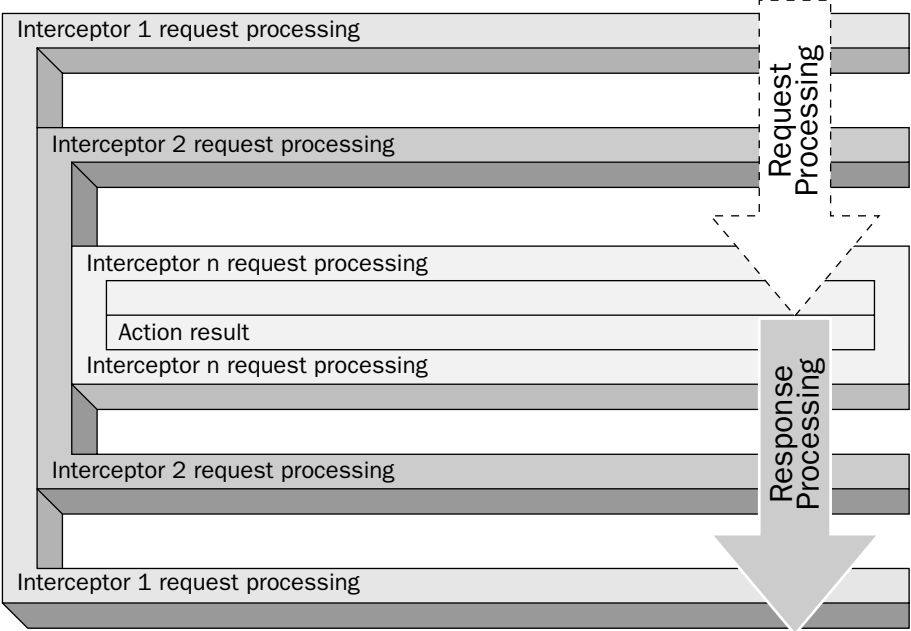 Interceptor 1 request processing
Request
Processing
Interceptor 2 request processing
Interceptor n request processing
Action result
Interceptor n request processing
Response
Processing
Interceptor 2 request processing
Interceptor 1 request processing